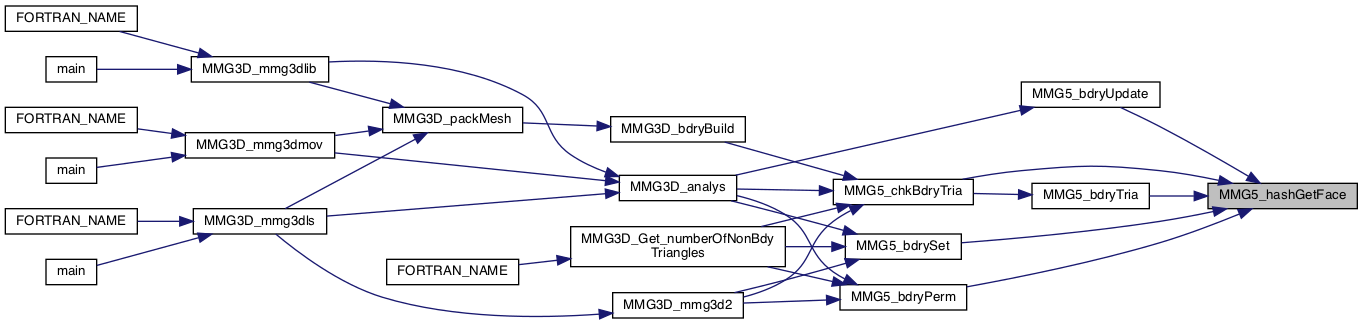 FORTRAN_NAME
main
MMG3D_mmg3dlib
FORTRAN_NAME
main
MMG3D_mmg3dmov
FORTRAN_NAME
main
MMG3D_mmg3dls
MMG3D_packMesh
FORTRAN_NAME
MMG3D_bdryBuild
MMG3D_analys
MMG3D_Get_numberOfNonBdy
Triangles
MMG3D_mmg3d2
MMG5_bdryUpdate
MMG5_chkBdryTria
MMG5_bdryTria
MMG5_bdrySet
MMG5_bdryPerm
MMG5_hashGetFace